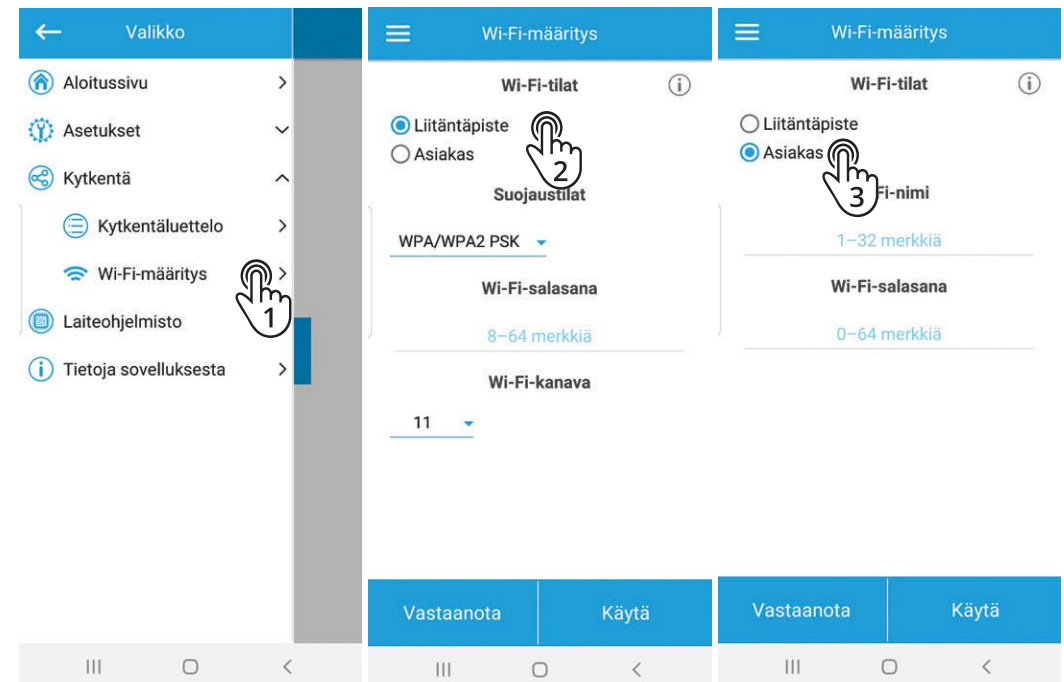 Valikko
Aloitussivu
Asetukset
Kytkentä
Kytkentäluettelo
Wi-Fi-määritys
1
Laiteohjelmisto
Tietoja sovelluksesta
Wi-Fi-määritys
Wi-Fi-tilat
Liitäntäpiste
Asiakas
2
Suojaustilat
WPA/WPA2 PSK
Wi-Fi-salasana
8–64 merkkiä
Wi-Fi-kanava
11
Vastaanota Käytä
Wi-Fi-määritys
Wi-Fi-tilat
Liitäntäpiste
Asiakas
3
Fi-nimi
1–32 merkkiä
Wi-Fi-salasana
0–64 merkkiä
Vastaanota Käytä